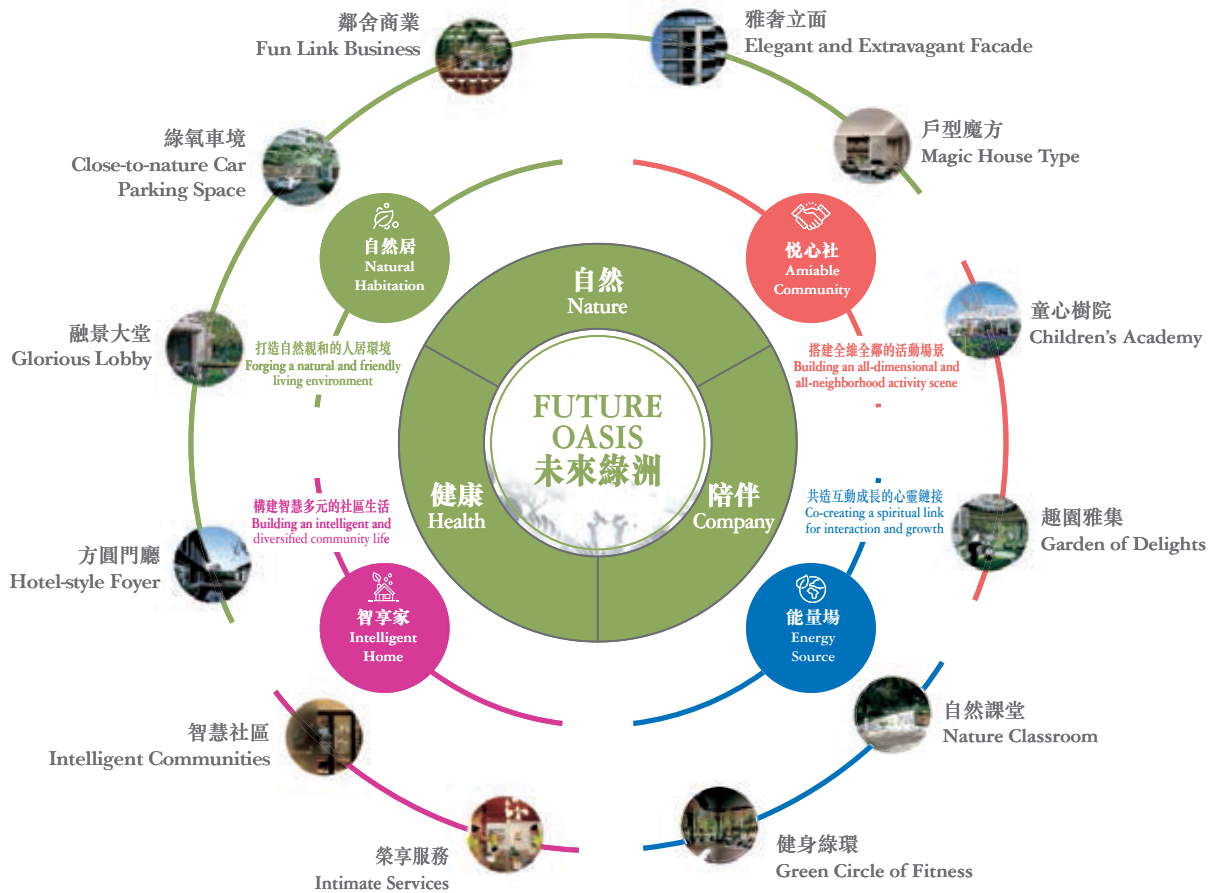 鄰舍商業
Fun Link Business
雅奢立面
Elegant and Extravagant Facade
綠氧車境
Close-to-nature Car
Parking Space
戶型魔方
Magic House Type
自然居
Natural
Habitation
悦心社
Amiable
Community
自然
Nature
融景大堂
Glorious Lobby
童心樹院
Children's Academy
打造自然親和的人居環境
Forging a natural and friendly
living environment
搭建全維全鄰的活動場景
Building an all-dimensional and
all-neighborhood activity scene
FUTURE
OASIS
未來綠洲
健康
Health
陪伴
Company
構建智慧多元的社區生活
Building an intelligent and
diversified community life
共造互動成長的心靈鏈接
Co-creating a spiritual link
for interaction and growth
方圓門廳
Hotel-style Foyer
趣園雅集
Garden of Delights
智享家
Intelligent
Home
能量場
Energy
Source
智慧社區
Intelligent Communities
自然課堂
Nature Classroom
榮享服務
Intimate Services
健身綠環
Green Circle of Fitness